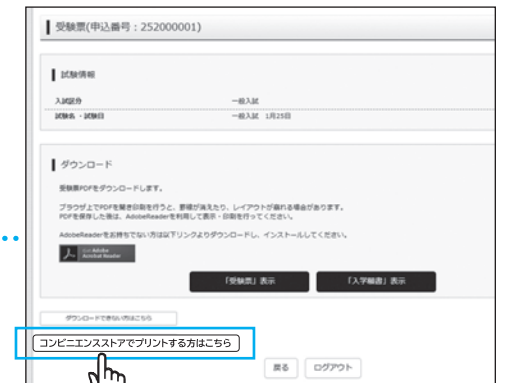 受験票(申込番号：252000001)
試験情報
入試区分 一般入試
試験名・試験日 一般入試 1月25日
ダウンロード
受験票PDFをダウンロードします。
ブラウザ上でPDFを開き印刷を行うと、罫線が消えたり、レイアウトが崩れる場合があります。
PDFを保存した後は、AdobeReaderを利用して表示・印刷を行ってください。
AdobeReaderをお持ちでない方は以下リンクよりダウンロードし、インストールしてください。
Get Adobe
Acrobat Reader
「受験票」表示 「入学願書」表示
ダウンロードできない方はこちら
コンビニエンスストアでプリントする方はこちら
戻る ログアウト